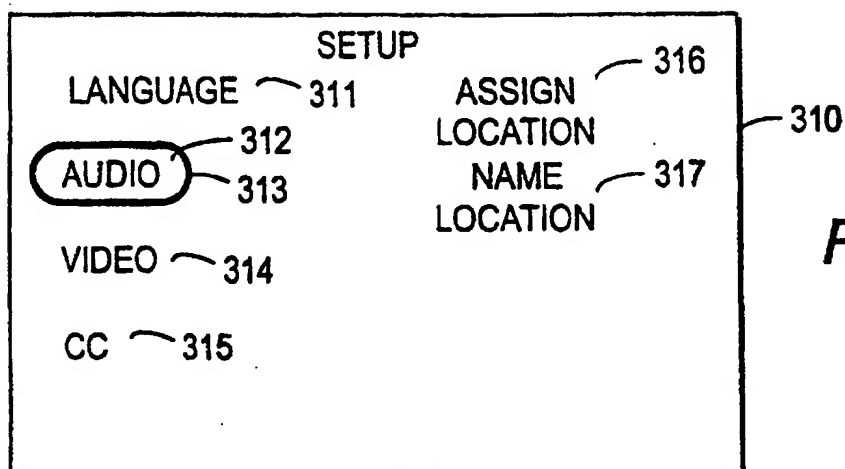 SETUP
LANGUAGE 311
ASSIGN LOCATION 316
310
AUDIO 312
313
NAME LOCATION 317
VIDEO 314
CC 315